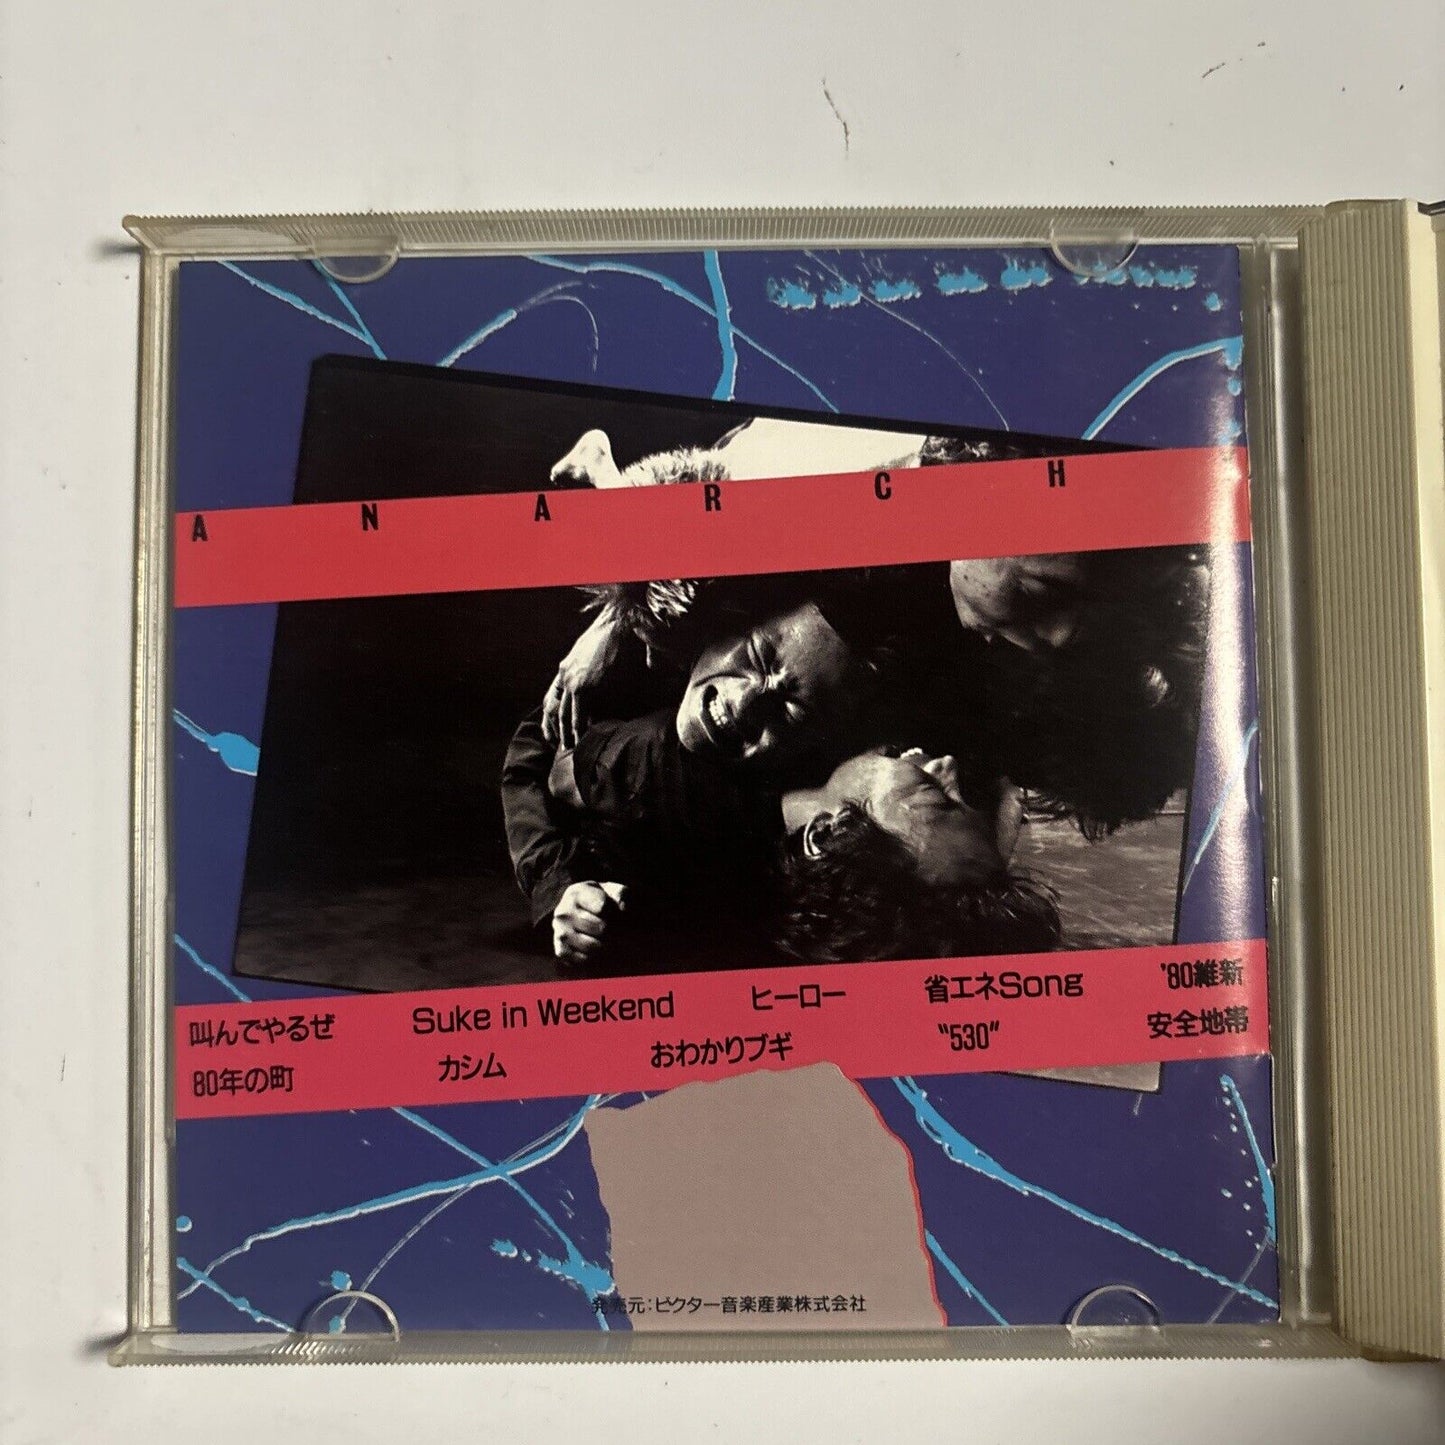 A N A R C H
叫んでやるぜ Suke in Weekend ヒーロー 省エネSong '80維新
80年の町 カシム おわかりブギ "530" 安全地帯
発売元：ビクター音楽産業株式会社